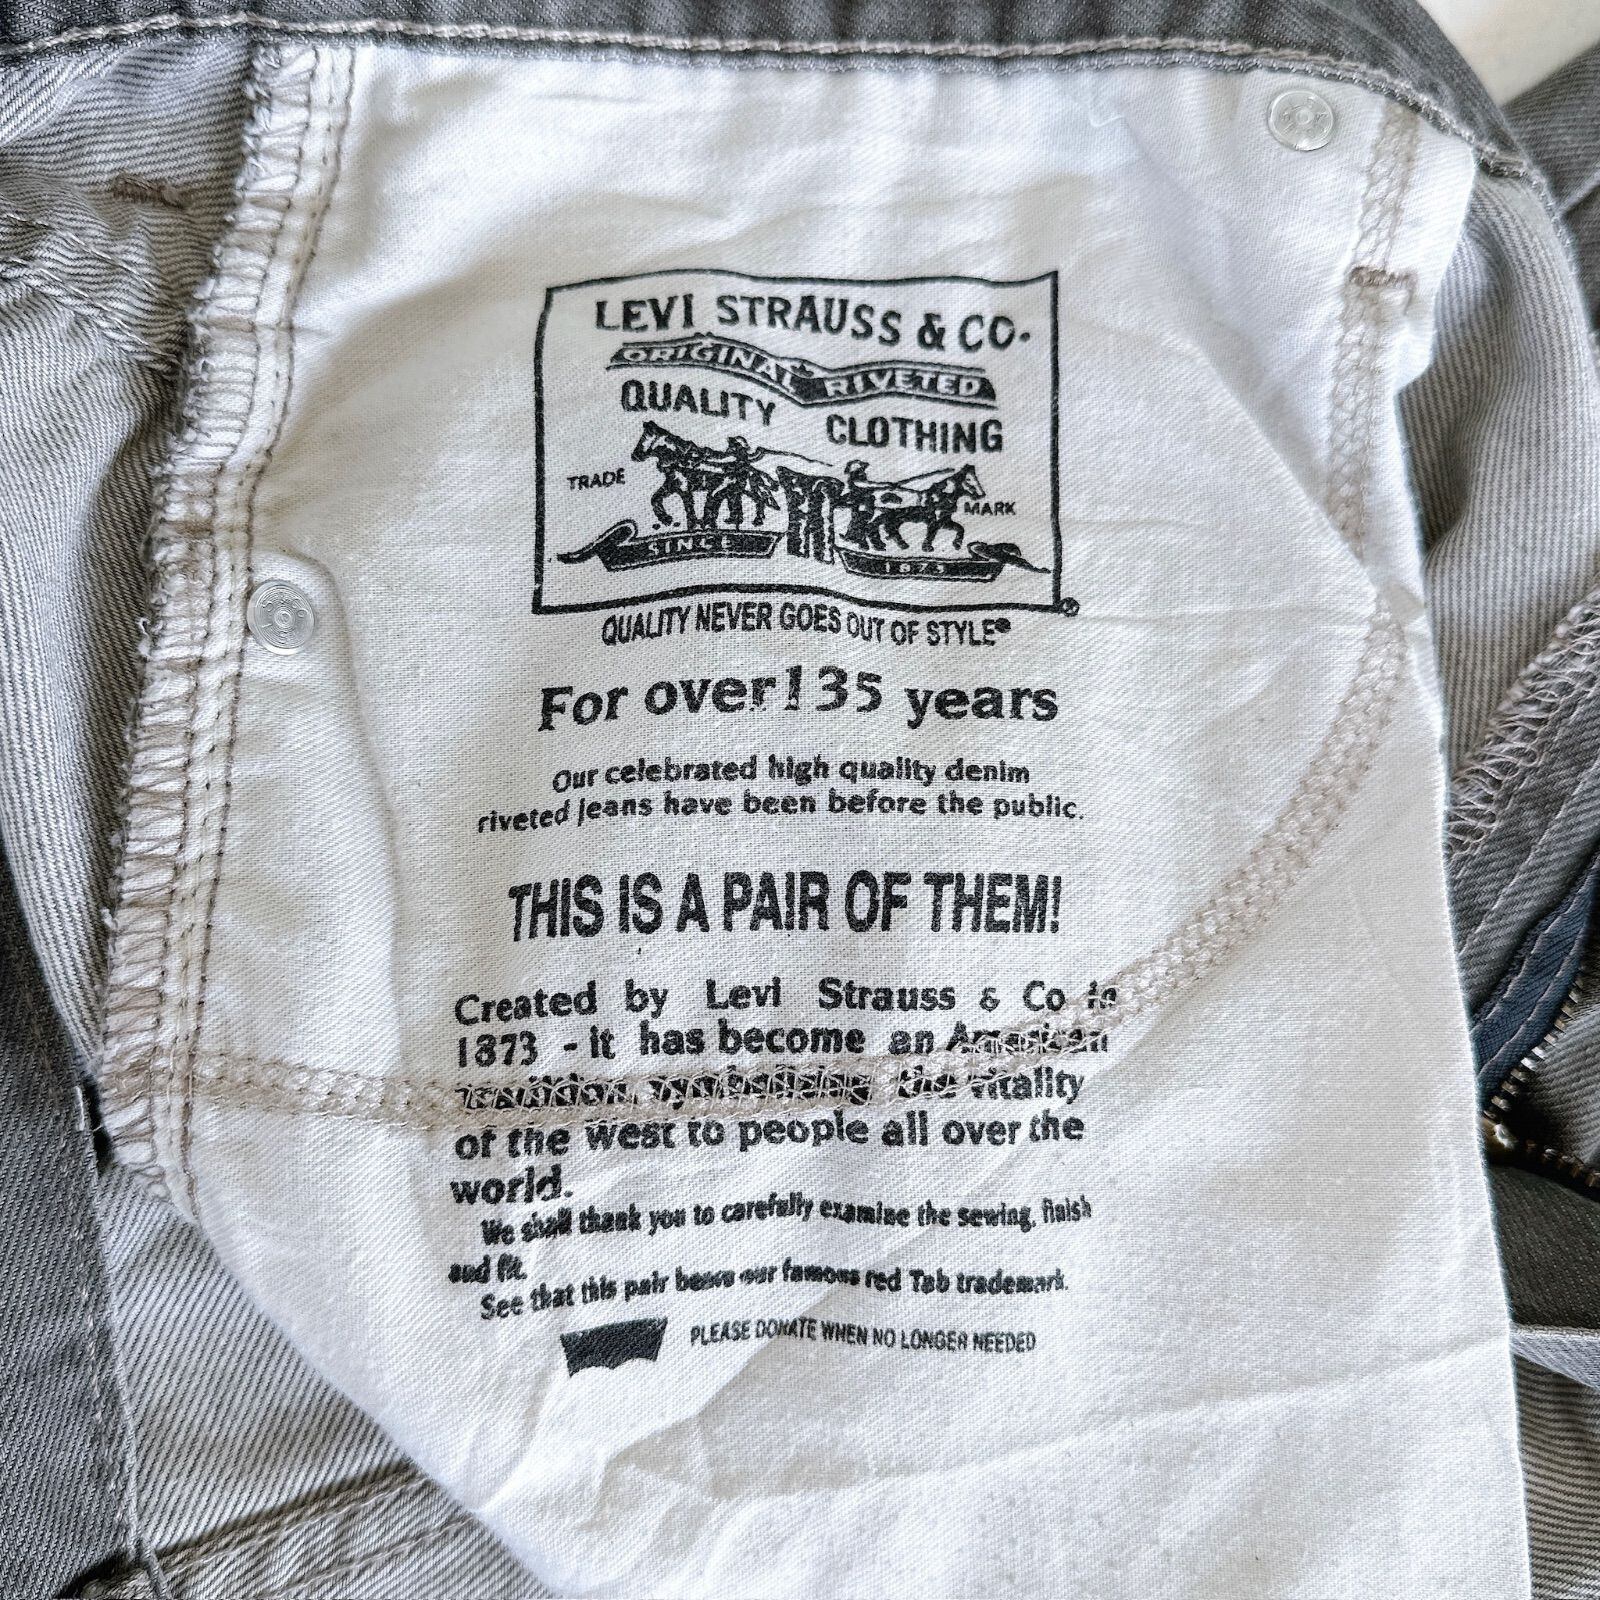 LEVI STRAUSS & CO.
ORIGINAL RIVETED
QUALITY CLOTHING
TRADE MARK
SINCE 1873
®
QUALITY NEVER GOES OUT OF STYLE®
For over 135 years
Our celebrated high quality denim
riveted jeans have been before the public.
THIS IS A PAIR OF THEM!
Created by Levi Strauss & Co in
1873 - it has become an American
tradition, symbolizing the vitality
of the West to people all over the
world.
We shall thank you to carefully examine the sewing, finish
and fit.
See that this pair bears our famous red Tab trademark.
PLEASE DONATE WHEN NO LONGER NEEDED